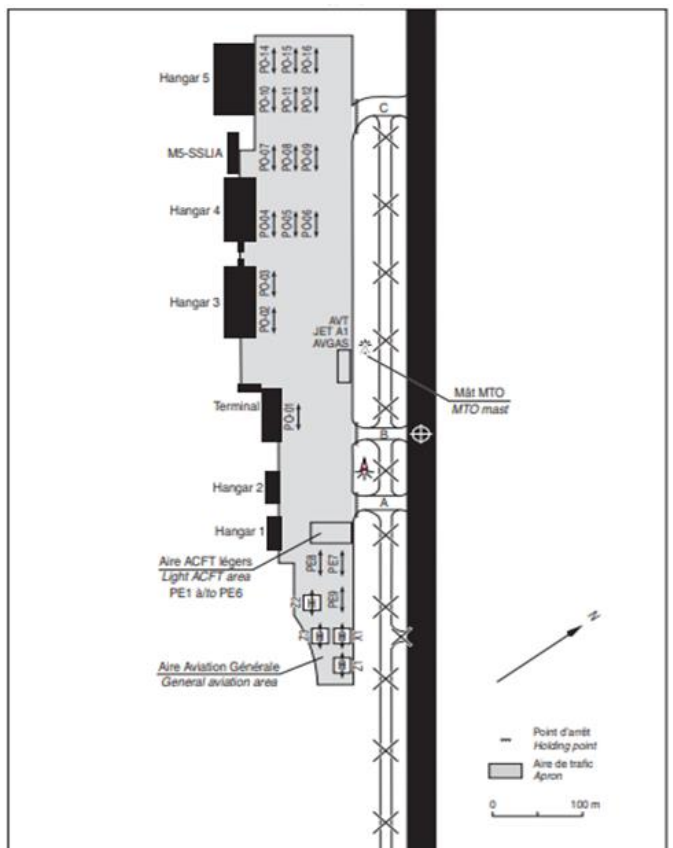 Hangar 5
PO-14
PO-15
PO-16
PO-10
PO-11
PO-12
C
M5-SSLIA
PO-07
PO-08
PO-09
Hangar 4
PO-04
PO-05
PO-06
Hangar 3
PO-03
PO-02
AVT
JET A1
AVGAS
Mât MTO
MTO mast
Terminal
PO-01
B
Hangar 2
A
Hangar 1
Aire ACFT légers
Light ACFT area
PE1 à/to PE6
PE8
PE7
Z2
H
PE9
Z3
H
H
X1
Aire Aviation Générale
General aviation area
H
Z1
N
Point d'arrêt
Holding point
Aire de trafic
Apron
0
100 m